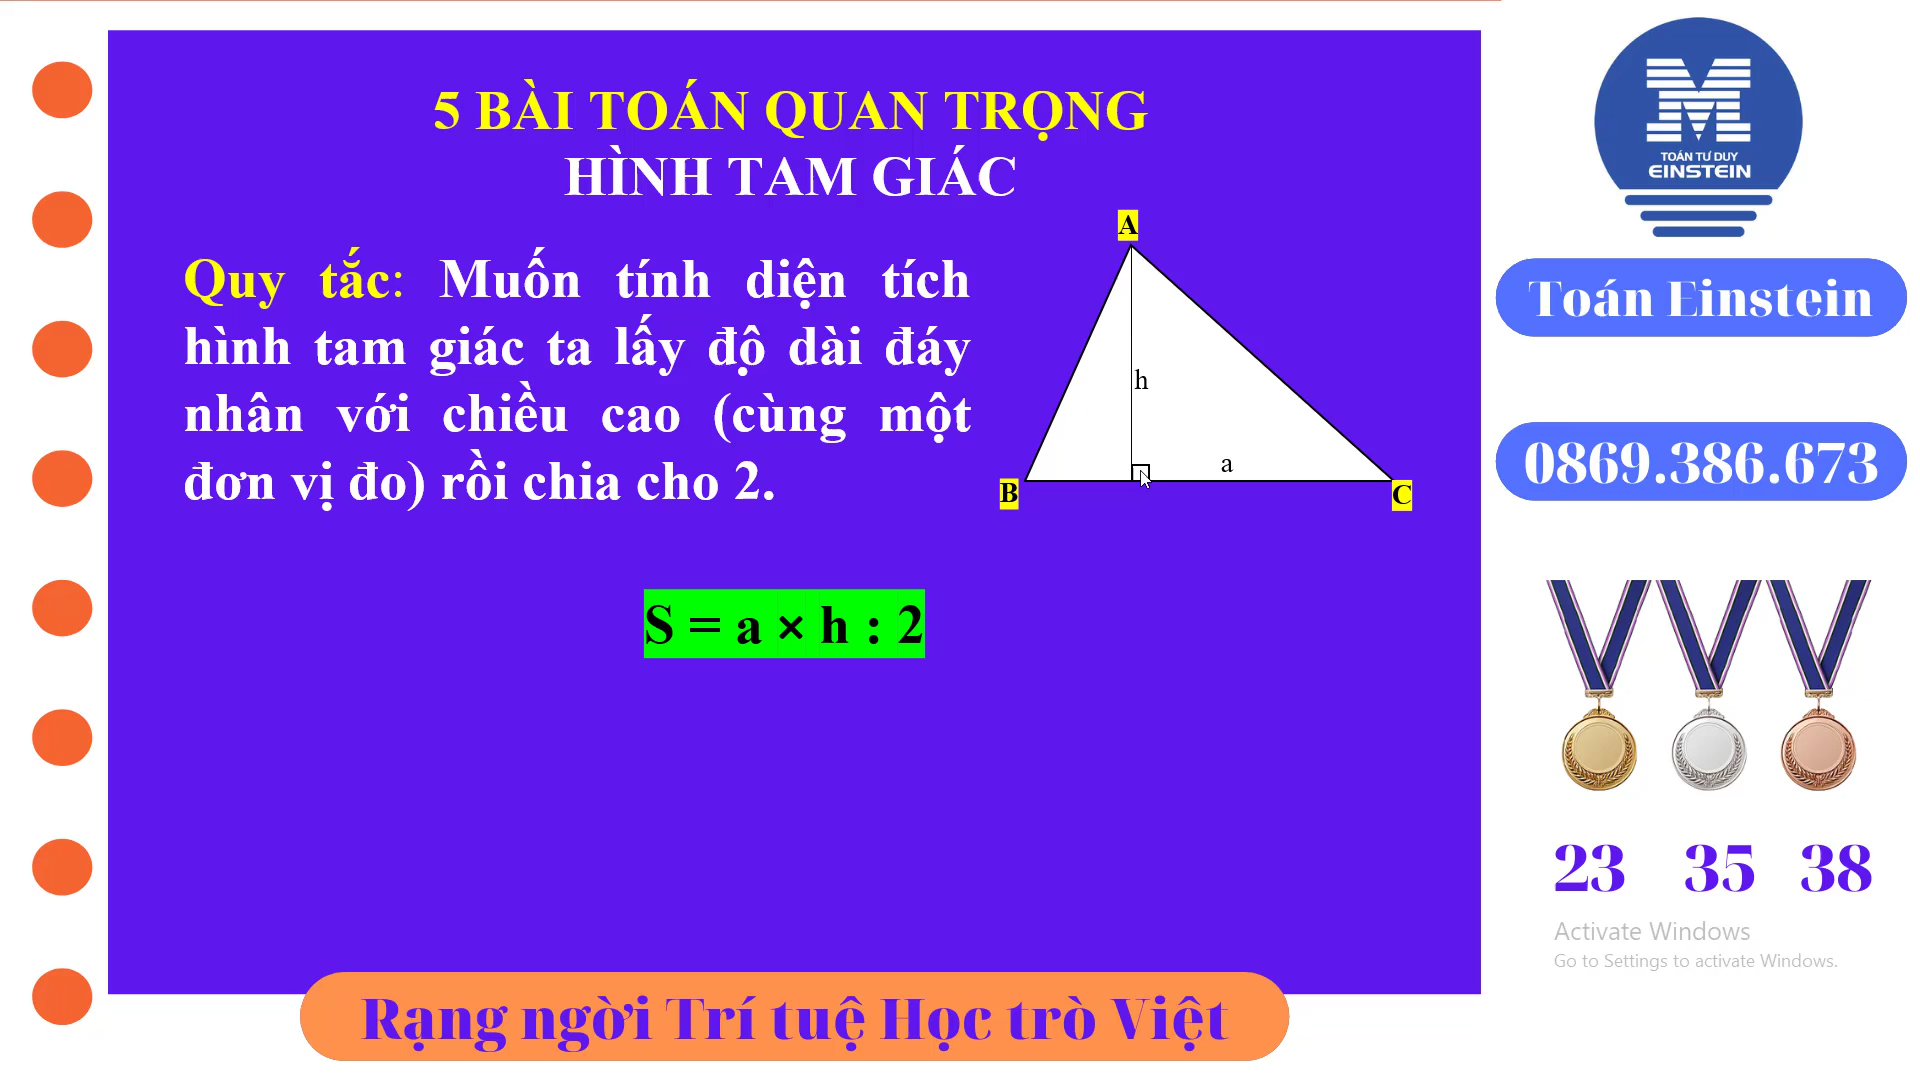 5 BÀI TOÁN QUAN TRỌNG
HÌNH TAM GIÁC
Quy tắc: Muốn tính diện tích
hình tam giác ta lấy độ dài đáy
nhân với chiều cao (cùng một
đơn vị đo) rồi chia cho 2.
A
h
a
B
C
S = a × h : 2
M
TOÁN TƯ DUY
EINSTEIN
Toán Einstein
0869.386.673
23 35 38
Activate Windows
Go to Settings to activate Windows.
Rạng ngời Trí tuệ Học trò Việt